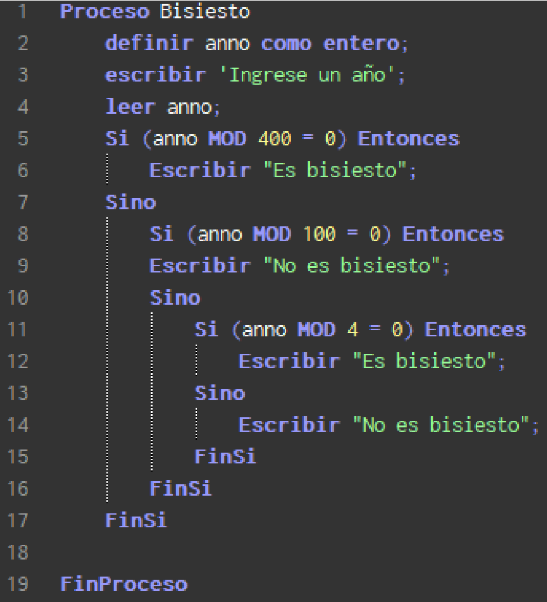 1 Proceso Bisiesto
2 definir anno como entero;
3 escribir 'Ingrese un año';
4 leer anno;
5 Si (anno MOD 400 = 0) Entonces
6 Escribir "Es bisiesto";
7 Sino
8 Si (anno MOD 100 = 0) Entonces
9 Escribir "No es bisiesto";
10 Sino
11 Si (anno MOD 4 = 0) Entonces
12 Escribir "Es bisiesto";
13 Sino
14 Escribir "No es bisiesto";
15 FinSi
16 FinSi
17 FinSi
18
19 FinProceso